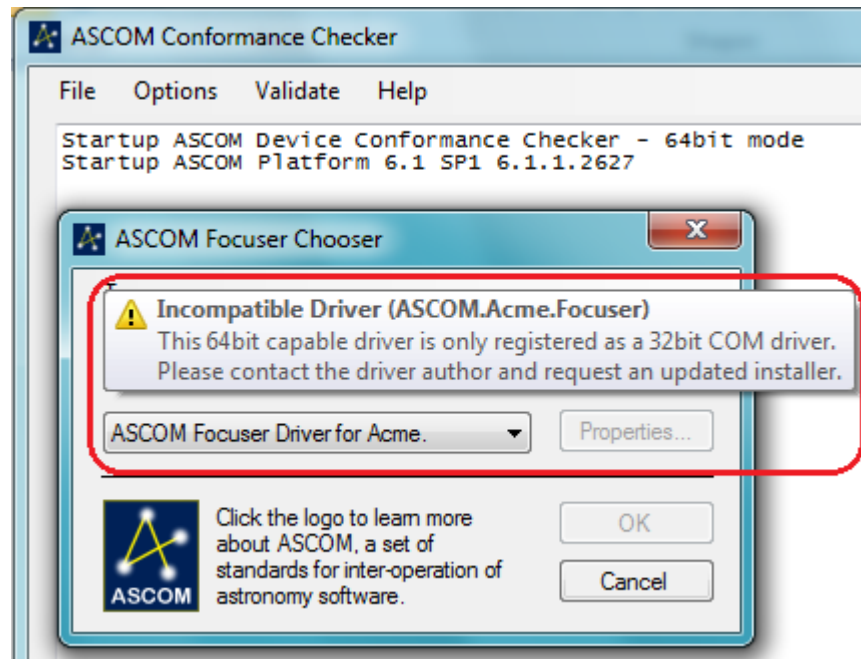 ASCOM Conformance Checker
File Options Validate Help
Startup ASCOM Device Conformance Checker - 64bit mode
Startup ASCOM Platform 6.1 SP1 6.1.1.2627
ASCOM Focuser Chooser
Incompatible Driver (ASCOM.Acme.Focuser)
This 64bit capable driver is only registered as a 32bit COM driver.
Please contact the driver author and request an updated installer.
ASCOM Focuser Driver for Acme.
Properties...
Click the logo to learn more
about ASCOM, a set of
standards for inter-operation of
astronomy software.
ASCOM
OK
Cancel